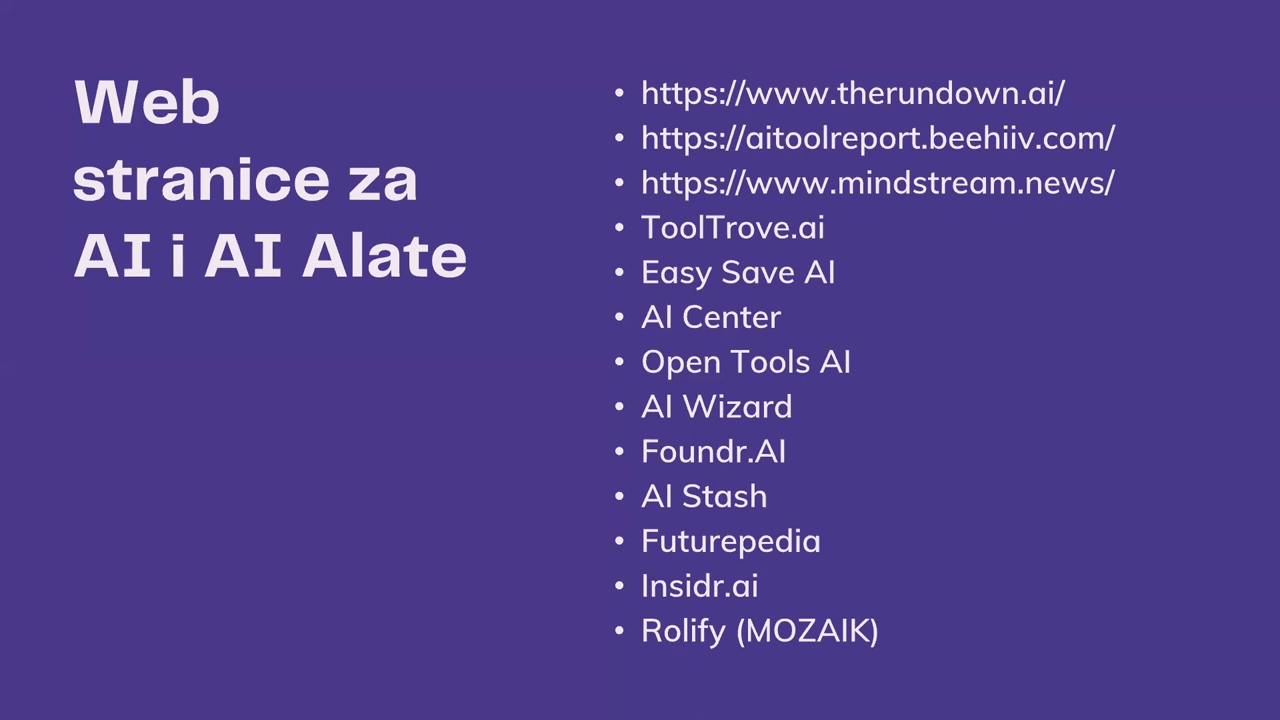 Web
stranice za
AI i AI Alate
• https://www.therundown.ai/
• https://aitoolreport.beehiiv.com/
• https://www.mindstream.news/
• ToolTrove.ai
• Easy Save AI
• AI Center
• Open Tools AI
• AI Wizard
• Foundr.AI
• AI Stash
• Futurepedia
• Insidr.ai
• Rolify (MOZAIK)